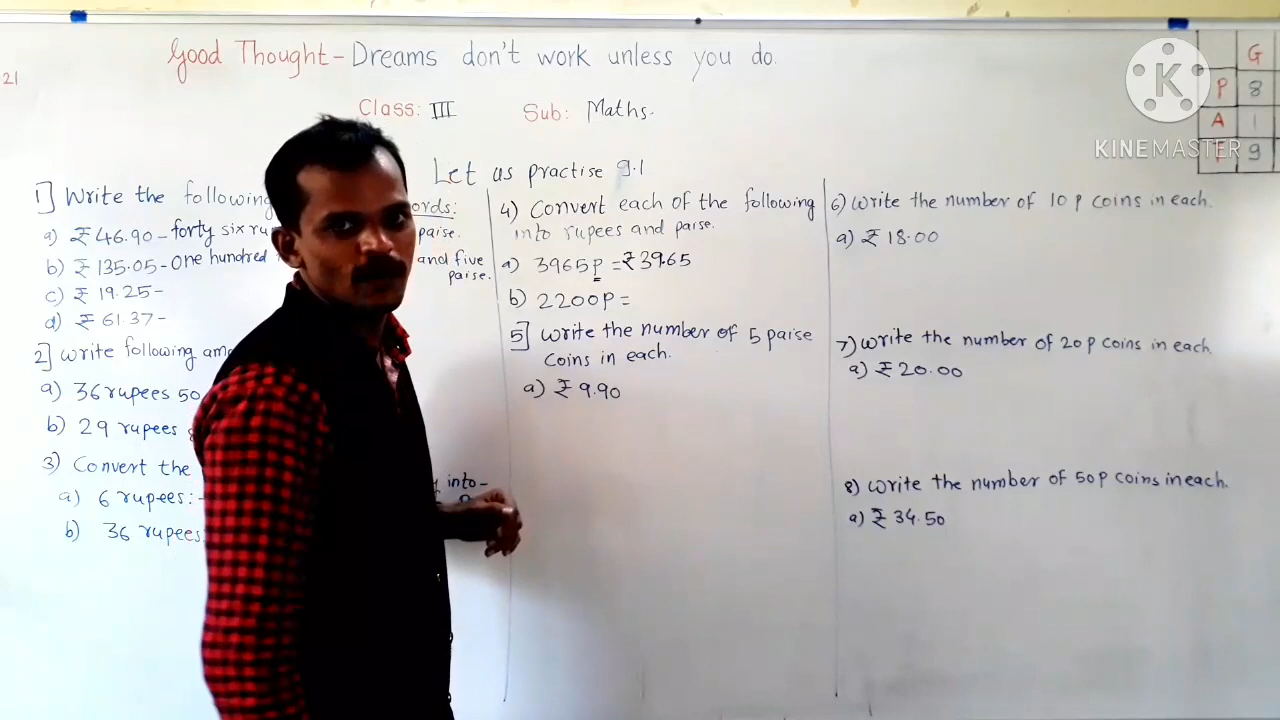 Good Thought - Dreams don't work unless you do.
21
Class: III Sub: Maths.
Let us practise 9.1
1] Write the following ords:
a) ₹46.90 - forty six ru paise.
b) ₹135.05 - One hundred and five
paise.
c) ₹ 19.25 -
d) ₹ 61.37 -
2] Write following am
a) 36 rupees 50
b) 29 rupees
3) Convert the into -
a) 6 rupees: -
b) 36 rupees
4) Convert each of the following
into rupees and paise.
a) 3965p = ₹39.65
b) 2200p =
5] Write the number of 5 paise
coins in each.
a) ₹ 9.90
6) Write the number of 10 p coins in each.
a) ₹ 18.00
7) Write the number of 20p coins in each.
a) ₹ 20.00
8) Write the number of 50p coins in each.
a) ₹ 34.50
G
P 8
A 1
9
K
KINEMASTER